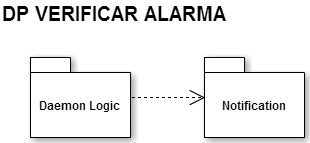 DP VERIFICAR ALARMA
Daemon Logic
Notification